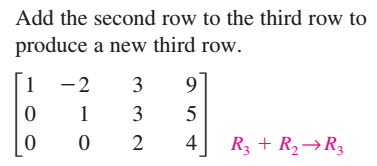 Add the second row to the third row to
produce a new third row.
1 −2 3 9
0 1 3 5
0 0 2 4 R₃ + R₂→R₃